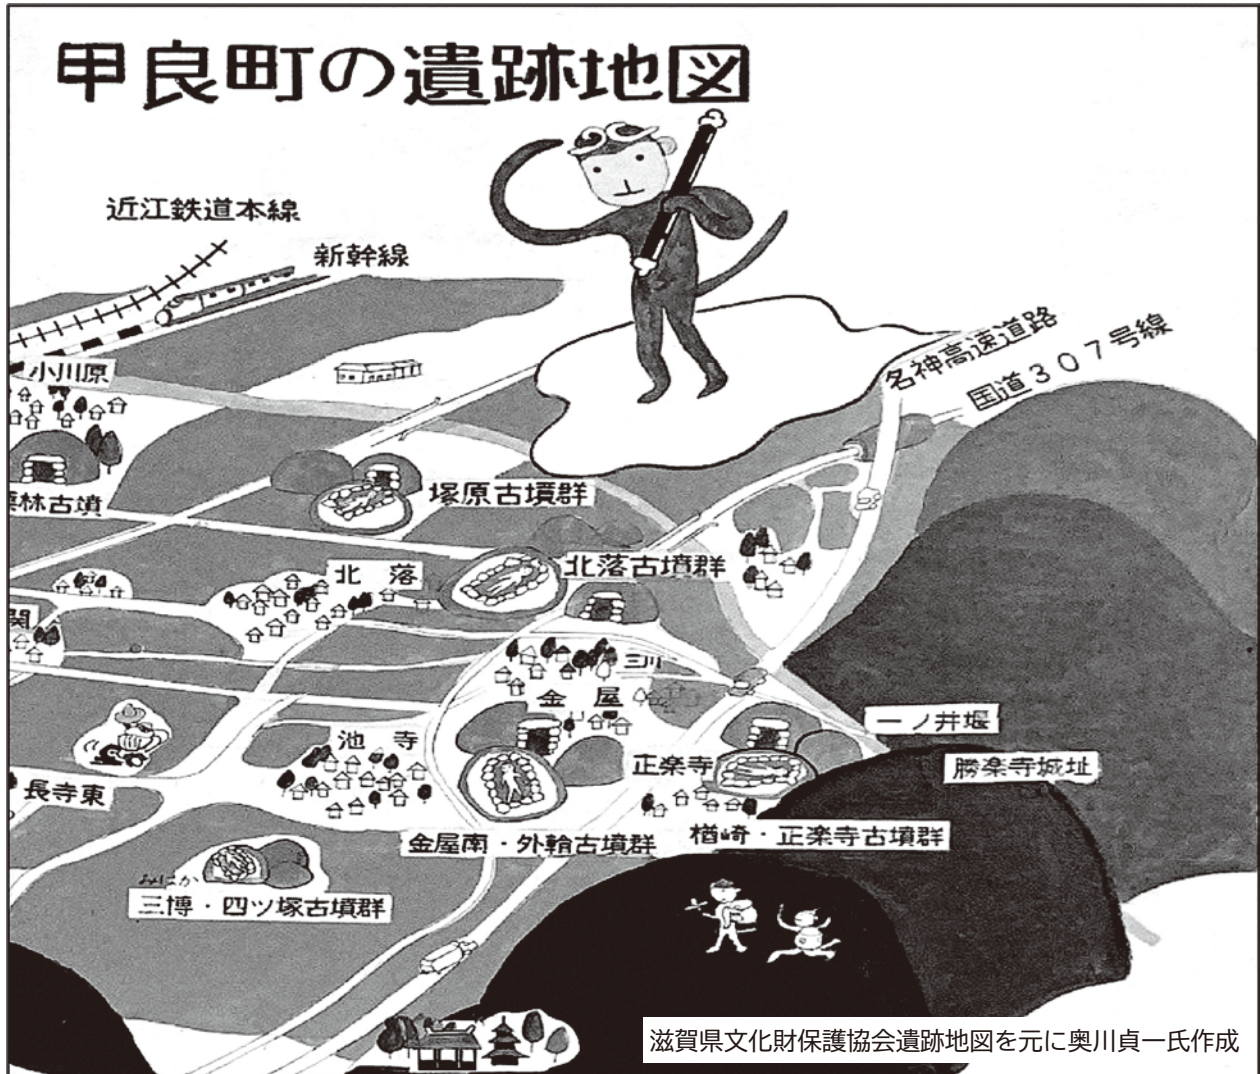 甲良町の遺跡地図
近江鉄道本線
新幹線
名神高速道路
国道307号線
小川原
林古墳
塚原古墳群
北落古墳群
北落
関
三川
金屋
一ノ井堰
池寺
正楽寺
勝楽寺城址
長寺東
金屋南・外輪古墳群
楢崎・正楽寺古墳群
みはか
三博・四ツ塚古墳群
滋賀県文化財保護協会遺跡地図を元に奥川貞一氏作成